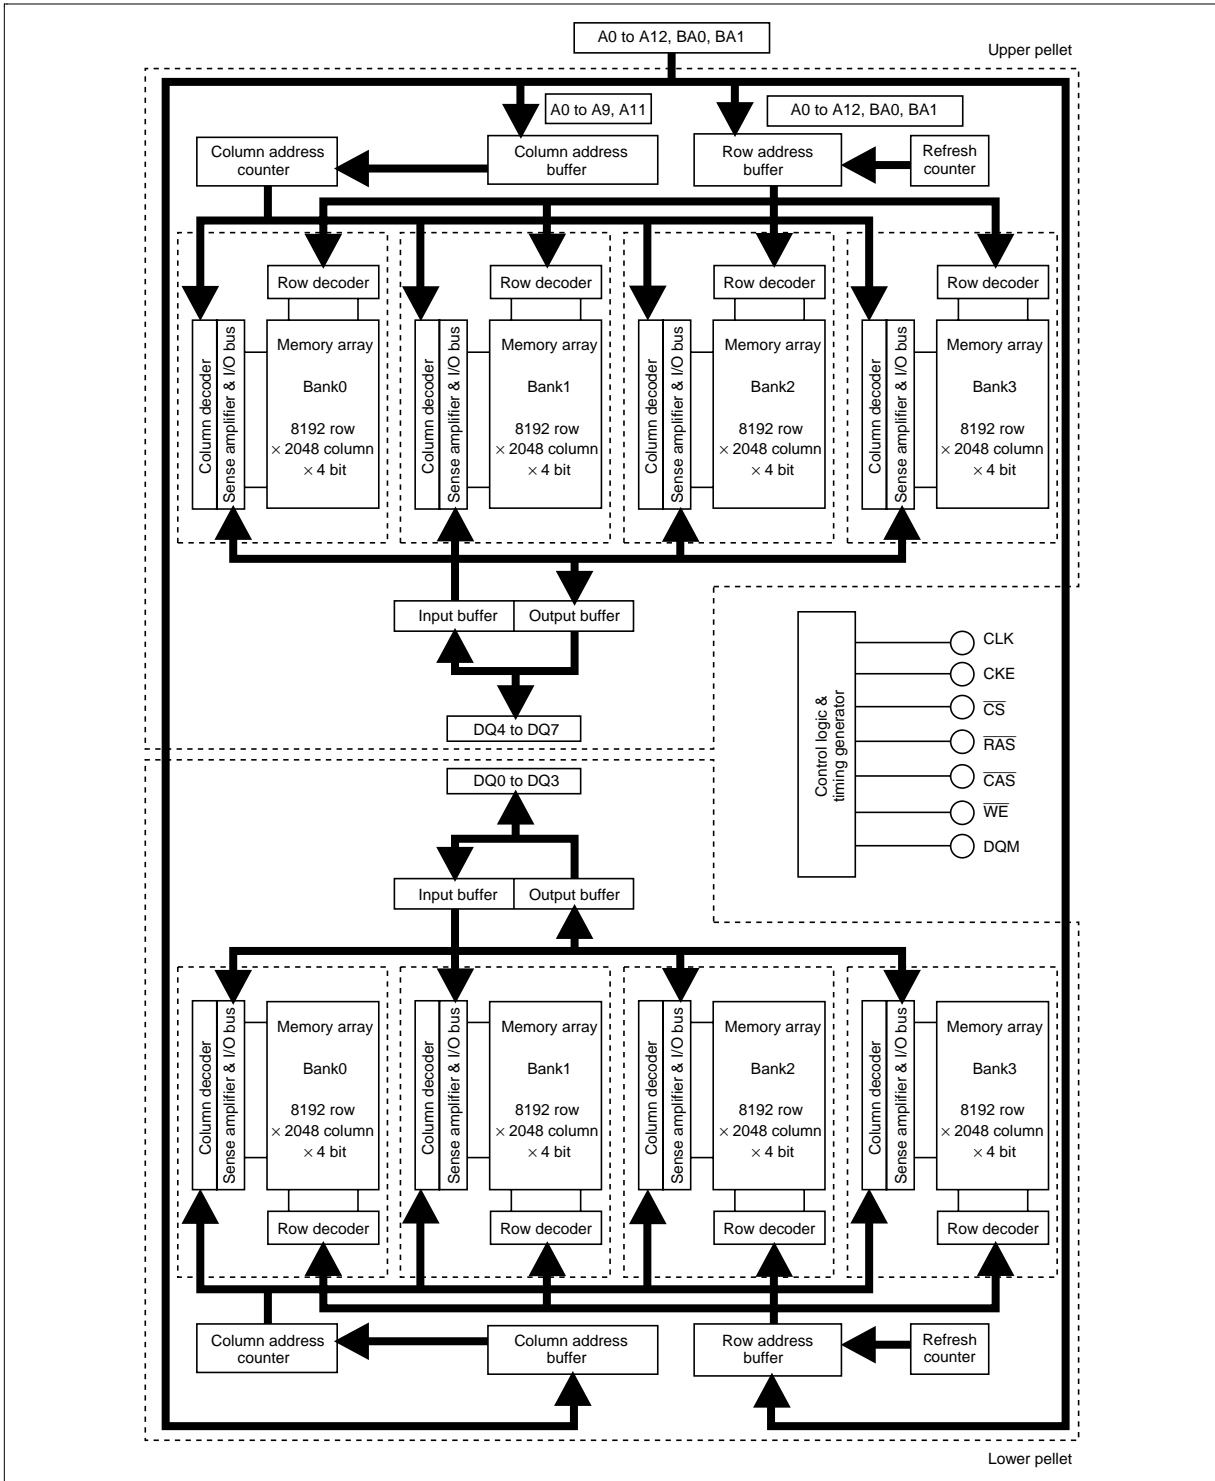 A0 to A12, BA0, BA1
Upper pellet
A0 to A9, A11
A0 to A12, BA0, BA1
Column address
counter
Column address
buffer
Row address
buffer
Refresh
counter
Row decoder
Row decoder
Row decoder
Row decoder
Column decoder
Sense amplifier & I/O bus
Memory array
Bank0
8192 row
× 2048 column
× 4 bit
Column decoder
Sense amplifier & I/O bus
Memory array
Bank1
8192 row
× 2048 column
× 4 bit
Column decoder
Sense amplifier & I/O bus
Memory array
Bank2
8192 row
× 2048 column
× 4 bit
Column decoder
Sense amplifier & I/O bus
Memory array
Bank3
8192 row
× 2048 column
× 4 bit
Input buffer
Output buffer
DQ4 to DQ7
Control logic &
timing generator
CLK
CKE
C̅S̅
R̅A̅S̅
C̅A̅S̅
W̅E̅
DQM
DQ0 to DQ3
Input buffer
Output buffer
Column decoder
Sense amplifier & I/O bus
Memory array
Bank0
8192 row
× 2048 column
× 4 bit
Column decoder
Sense amplifier & I/O bus
Memory array
Bank1
8192 row
× 2048 column
× 4 bit
Column decoder
Sense amplifier & I/O bus
Memory array
Bank2
8192 row
× 2048 column
× 4 bit
Column decoder
Sense amplifier & I/O bus
Memory array
Bank3
8192 row
× 2048 column
× 4 bit
Row decoder
Row decoder
Row decoder
Row decoder
Column address
counter
Column address
buffer
Row address
buffer
Refresh
counter
Lower pellet